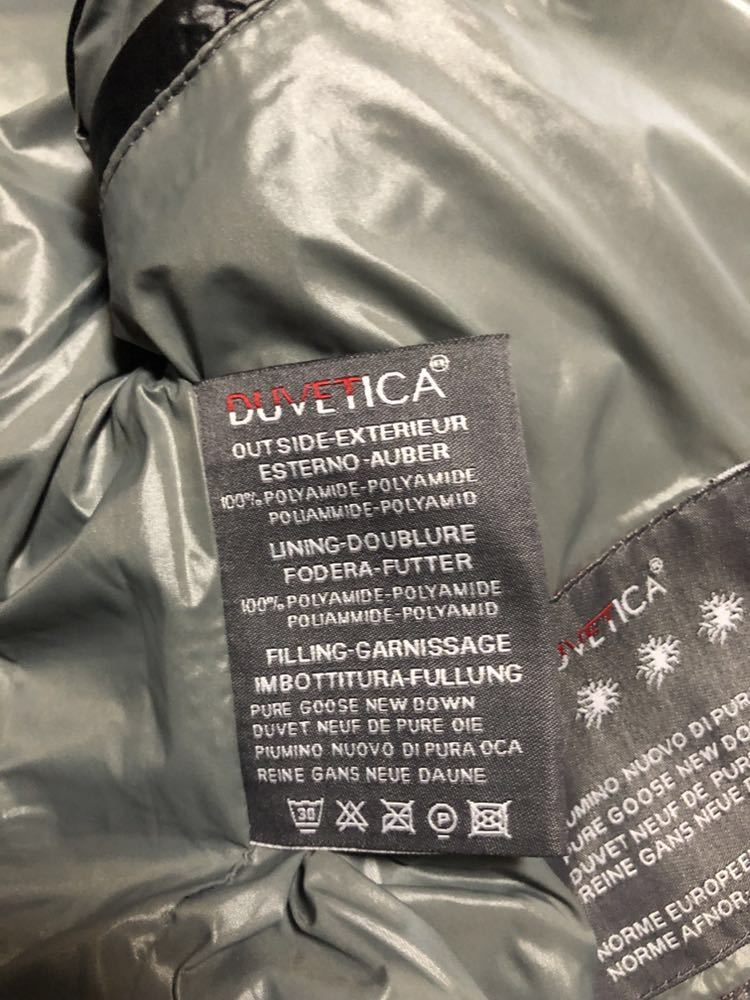 DUVETICA
OUTSIDE-EXTERIEUR
ESTERNO-AUBER
100% POLYAMIDE-POLYAMIDE
POLIAMMIDE-POLYAMID
LINING-DOUBLURE
FODERA-FUTTER
100% POLYAMIDE-POLYAMIDE
POLIAMMIDE-POLYAMID
FILLING-GARNISSAGE
IMBOTTITURA-FULLUNG
PURE GOOSE NEW DOWN
DUVET NEUF DE PURE OIE
PIUMINO NUOVO DI PURA OCA
REINE GANS NEUE DAUNE
30 P
DUVETICA
PIUMINO NUOVO DI PUR
PURE GOOSE NEW DO
DUVET NEUF DE PUR
REINE GANS NEUE
NORME EUROPEE
NORME AFNOR